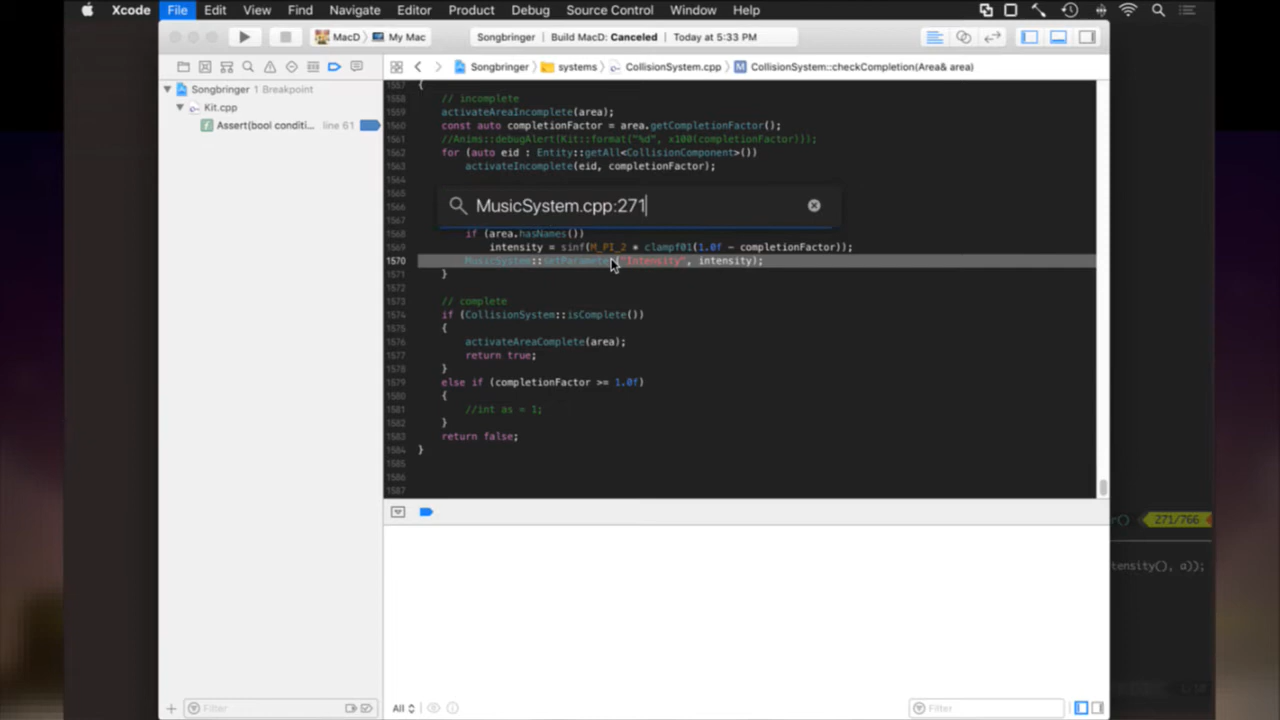 Xcode File Edit View Find Navigate Editor Product Debug Source Control Window Help
MacD My Mac Songbringer Build MacD: Canceled Today at 5:33 PM
Songbringer systems CollisionSystem.cpp CollisionSystem::checkCompletion(Area& area)
Songbringer 1 Breakpoint
Kit.cpp
Assert(bool conditi... line 61
1557 {
1558 // incomplete
1559 activateAreaIncomplete(area);
1560 const auto completionFactor = area.getCompletionFactor();
1561 //Anims::debugAlert(Kit::format("%d", x100(completionFactor)));
1562 for (auto eid : Entity::getAll<CollisionComponent>())
1563 activateIncomplete(eid, completionFactor);
1564
1565
1566
MusicSystem.cpp:271
1567
1568 if (area.hasNames())
1569 intensity = sinf(M_PI_2 * clampf01(1.0f - completionFactor));
1570 MusicSystem::setParameter("Intensity", intensity);
1571 }
1572
1573 // complete
1574 if (CollisionSystem::isComplete())
1575 {
1576 activateAreaComplete(area);
1577 return true;
1578 }
1579 else if (completionFactor >= 1.0f)
1580 {
1581 //int as = 1;
1582 }
1583 return false;
1584 }
1585
1586
1587
271/766
tensity(), a));
Filter
All
Filter